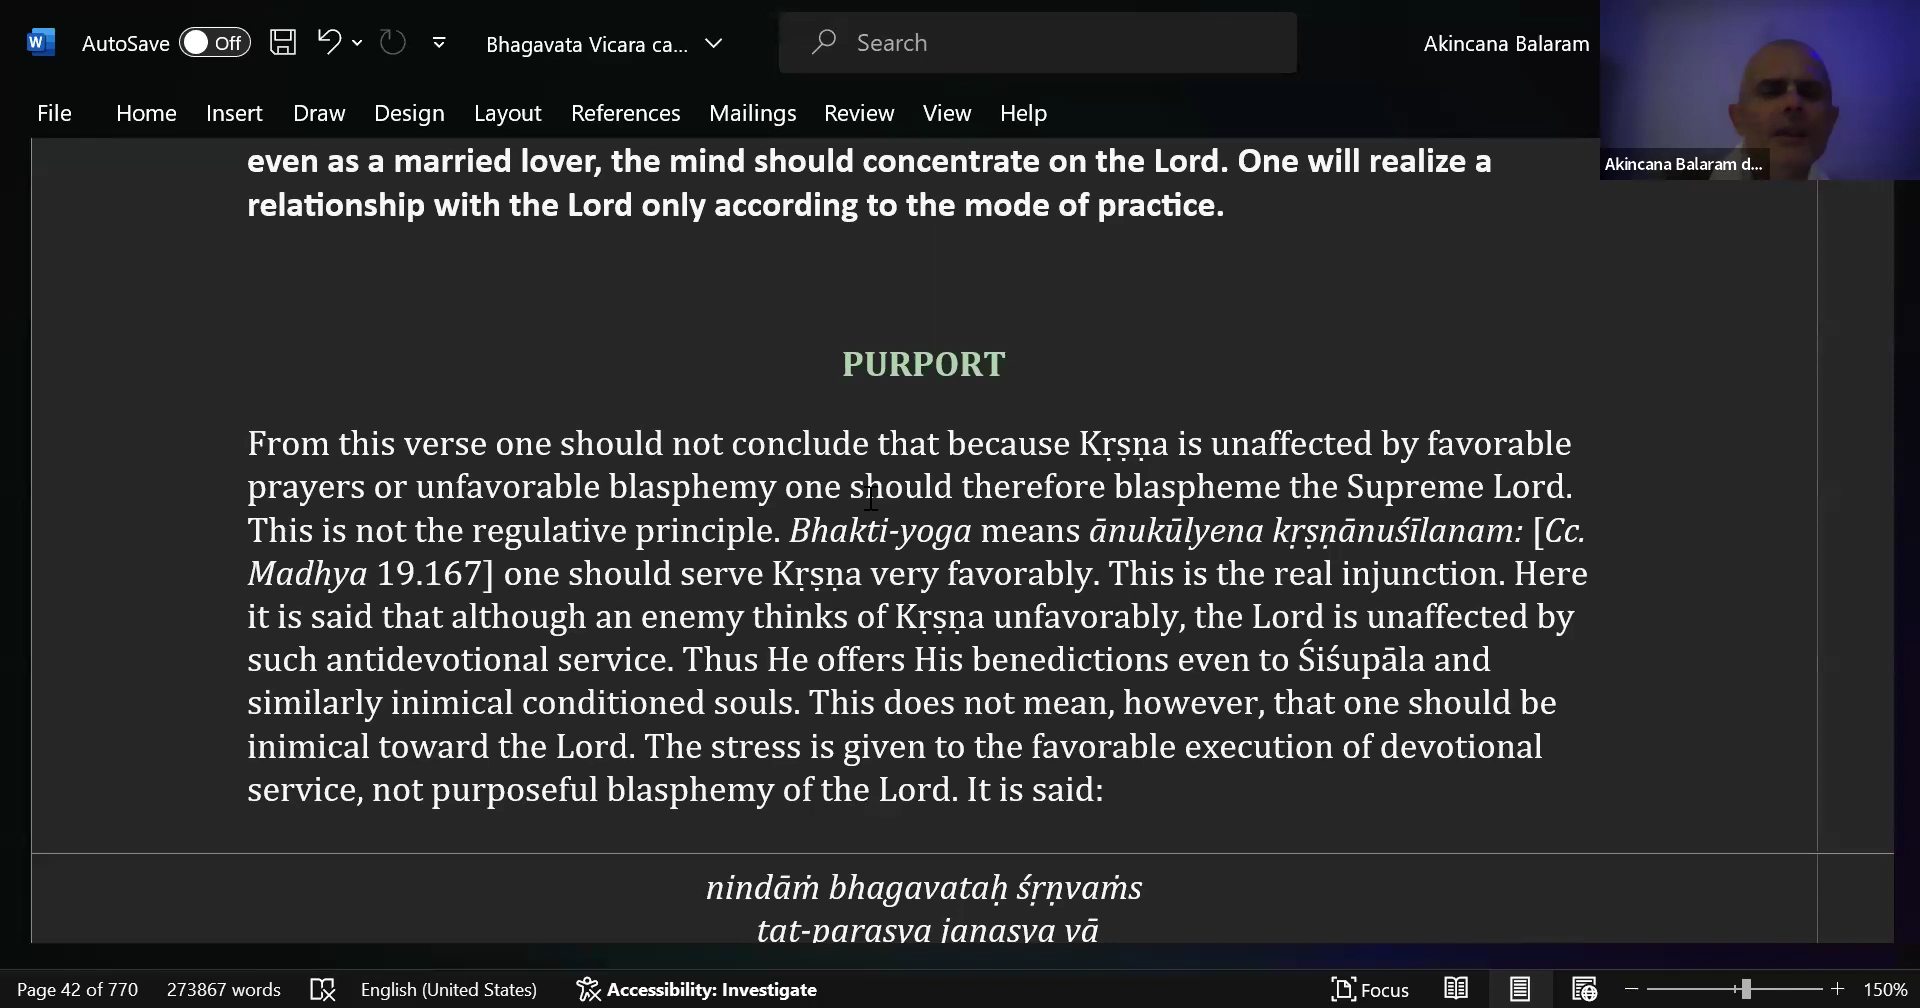 W AutoSave Off Bhagavata Vicara ca... Search Akincana Balaram
File Home Insert Draw Design Layout References Mailings Review View Help
Akincana Balaram d...
even as a married lover, the mind should concentrate on the Lord. One will realize a
relationship with the Lord only according to the mode of practice.
PURPORT
From this verse one should not conclude that because Kṛṣṇa is unaffected by favorable
prayers or unfavorable blasphemy one should therefore blaspheme the Supreme Lord.
This is not the regulative principle. Bhakti-yoga means ānukūlyena kṛṣṇānuśīlanam: [Cc.
Madhya 19.167] one should serve Kṛṣṇa very favorably. This is the real injunction. Here
it is said that although an enemy thinks of Kṛṣṇa unfavorably, the Lord is unaffected by
such antidevotional service. Thus He offers His benedictions even to Śiśupāla and
similarly inimical conditioned souls. This does not mean, however, that one should be
inimical toward the Lord. The stress is given to the favorable execution of devotional
service, not purposeful blasphemy of the Lord. It is said:
nindāṁ bhagavataḥ śṛṇvaṁs
tat-parasya janasya vā
Page 42 of 770 273867 words English (United States) Accessibility: Investigate Focus 150%